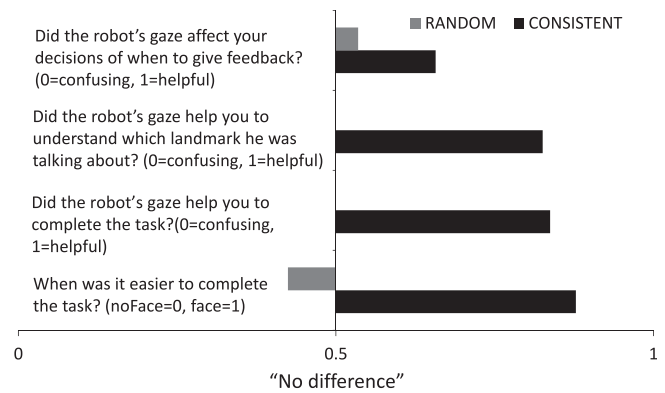 RANDOM CONSISTENT
Did the robot's gaze affect your
decisions of when to give feedback?
(0=confusing, 1=helpful)
Did the robot's gaze help you to
understand which landmark he was
talking about? (0=confusing, 1=helpful)
Did the robot's gaze help you to
complete the task?(0=confusing,
1=helpful)
When was it easier to complete
the task? (noFace=0, face=1)
0 0.5 1
“No difference”